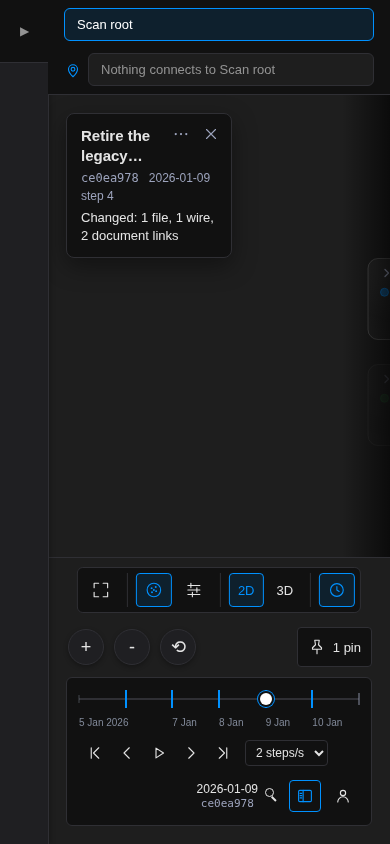 Scan root
Nothing connects to Scan root
Retire the
legacy…
ce0ea978 2026-01-09
step 4
Changed: 1 file, 1 wire,
2 document links
2D 3D
+ - 1 pin
5 Jan 2026 7 Jan 8 Jan 9 Jan 10 Jan
2 steps/s
2026-01-09
ce0ea978